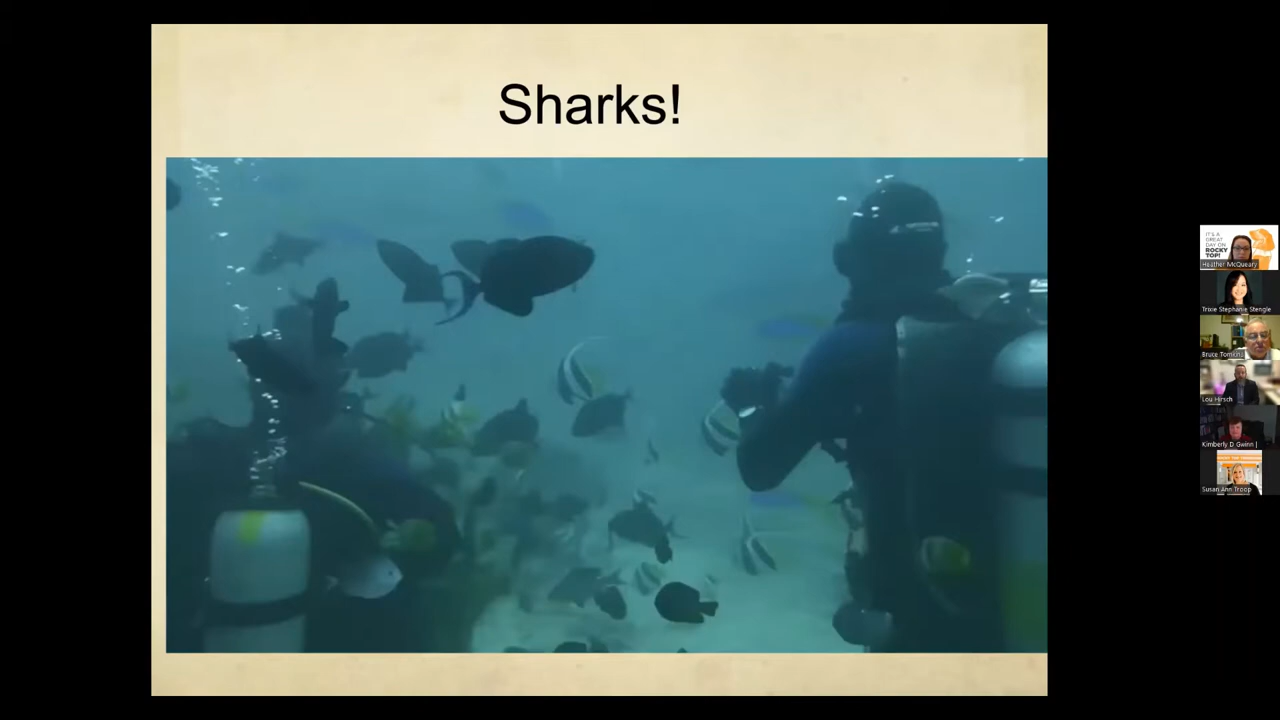 Sharks!
IT'S A
GREAT
DAY ON
ROCKY
TOP!
Heather McQueary
Trixie Stephanie Stengle
Bruce
Lou Hirsch
Kimberly D Gwinn |
Susan Ann Troop